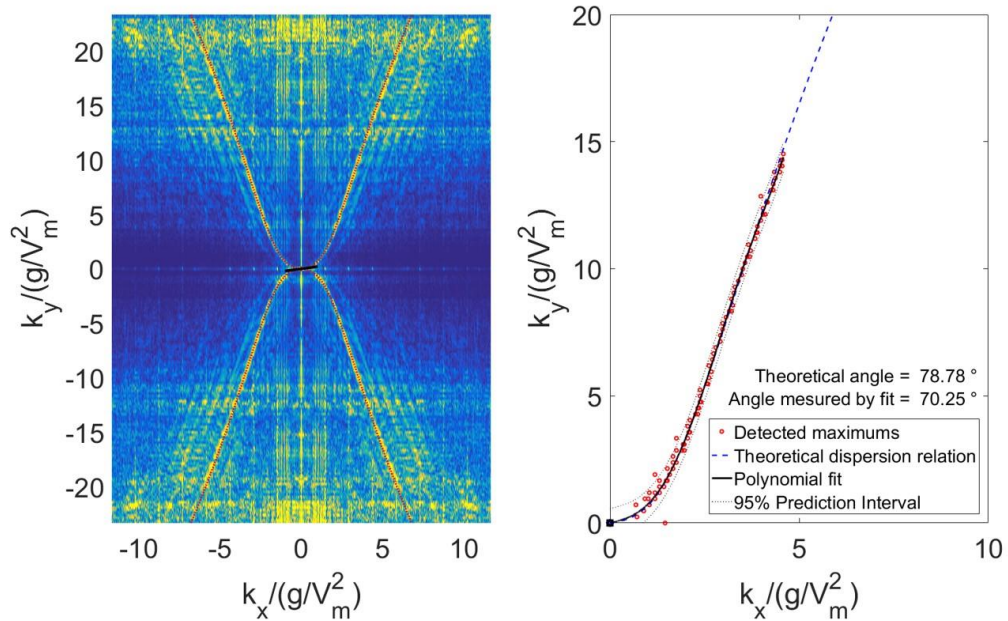 20
15
10
5
0
-5
-10
-15
-20
k_y/(g/V_m^2)
-10 -5 0 5 10
k_x/(g/V_m^2)
20
15
10
5
0
k_y/(g/V_m^2)
Theoretical angle = 78.78 °
Angle mesured by fit = 70.25 °
Detected maximums
Theoretical dispersion relation
Polynomial fit
95% Prediction Interval
0 5 10
k_x/(g/V_m^2)